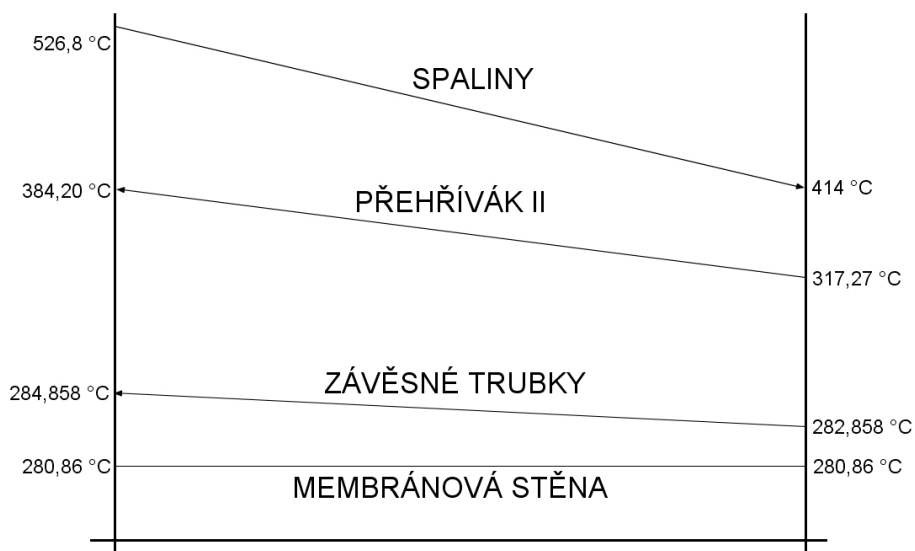 526,8 °C
SPALINY
384,20 °C
414 °C
PŘEHŘÍVÁK II
317,27 °C
ZÁVĚSNÉ TRUBKY
284,858 °C
282,858 °C
280,86 °C
280,86 °C
MEMBRÁNOVÁ STĚNA